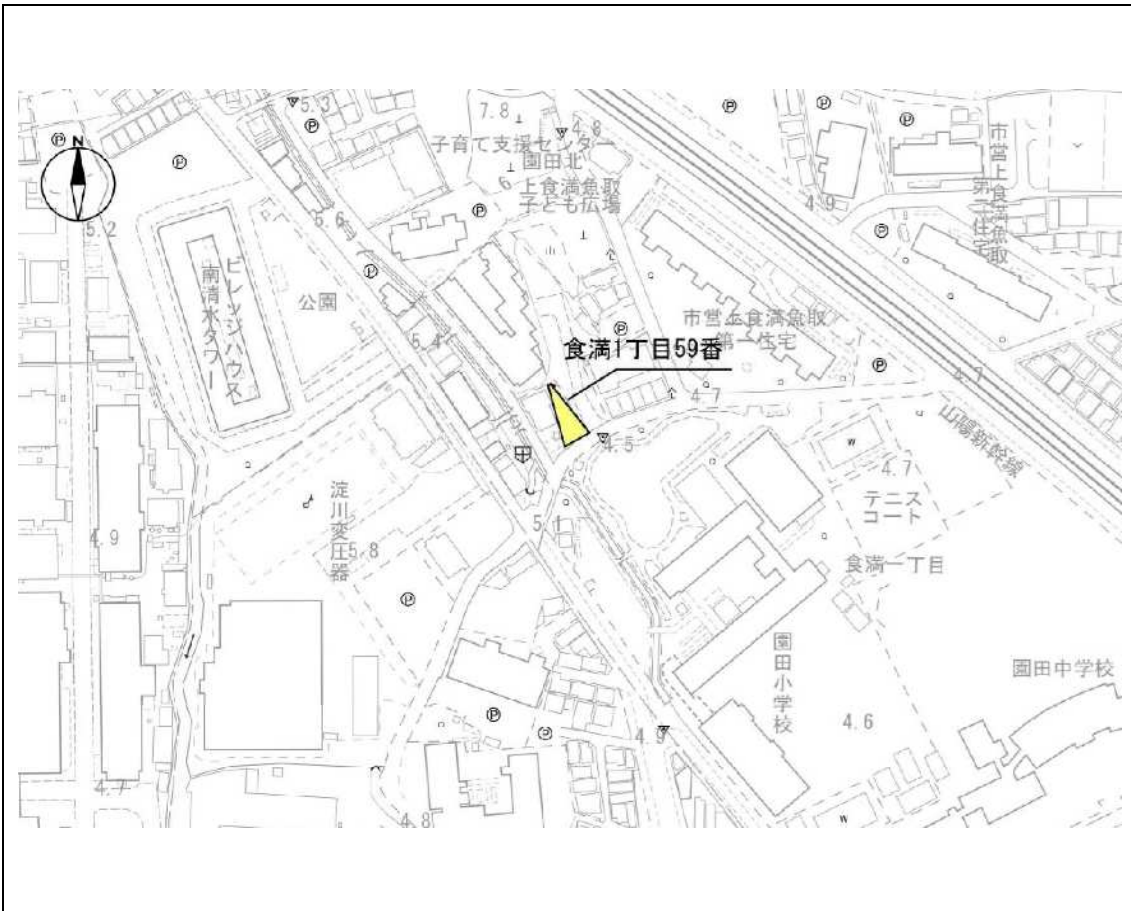 5.3
7.8
4.8
子育て支援センター
園田北
上食満魚取
子ども広場
市営上食満魚取
第二住宅
N
5.2
5.6
4.9
ビレッジハウス
南清水タワー
公園
5.4
市営上食満魚取
第一住宅
食満1丁目59番
4.7
4.7
山陽新幹線
4.5
4.7
テニス
コート
淀川変圧器
5.8
5.1
4.9
食満一丁目
園田小学校
園田中学校
4.6
4.9
4.7
4.8